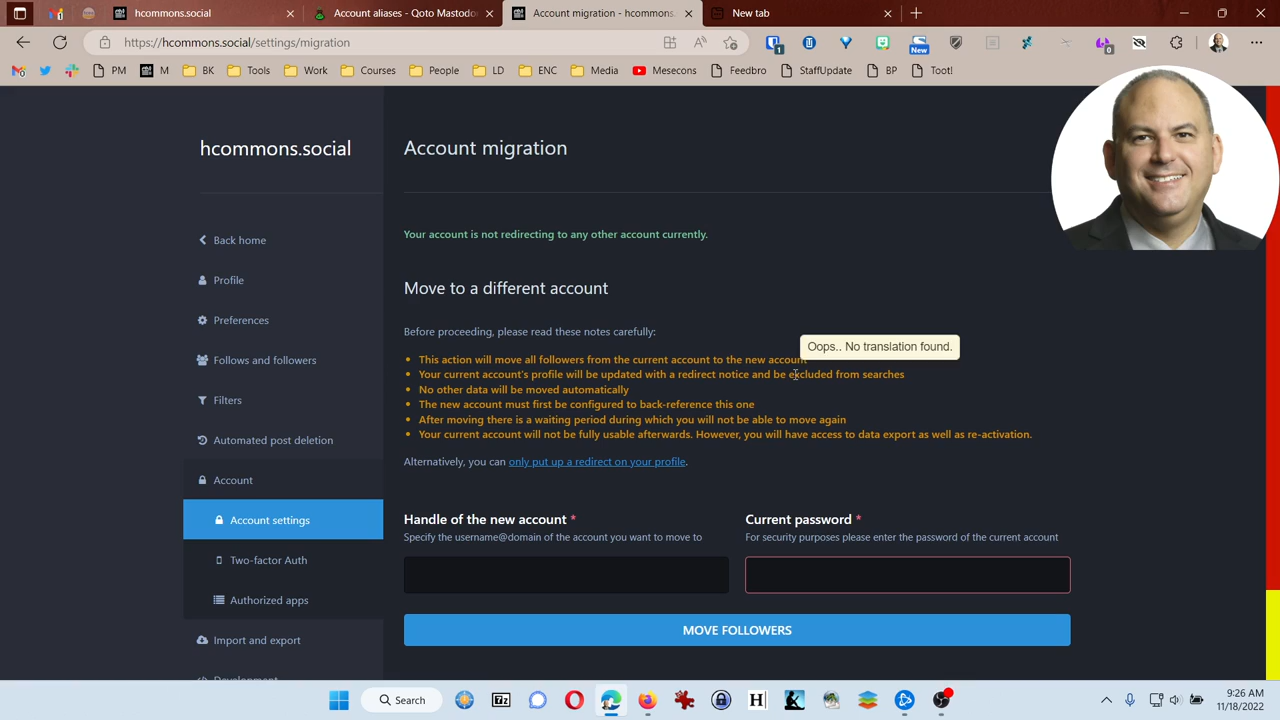 hcommons.social
Account aliases - Qoto Mastodo
Account migration - hcommons.
New tab
https://hcommons.social/settings/migration
1
New
0
PM
M
BK
Tools
Work
Courses
People
LD
ENC
Media
Mesecons
Feedbro
StaffUpdate
BP
Toot!
hcommons.social
Back home
Profile
Preferences
Follows and followers
Filters
Automated post deletion
Account
Account settings
Two-factor Auth
Authorized apps
Import and export
Account migration
Your account is not redirecting to any other account currently.
Move to a different account
Before proceeding, please read these notes carefully:
Oops.. No translation found.
This action will move all followers from the current account to the new account
Your current account's profile will be updated with a redirect notice and be excluded from searches
No other data will be moved automatically
The new account must first be configured to back-reference this one
After moving there is a waiting period during which you will not be able to move again
Your current account will not be fully usable afterwards. However, you will have access to data export as well as re-activation.
Alternatively, you can only put up a redirect on your profile.
Handle of the new account *
Specify the username@domain of the account you want to move to
Current password *
For security purposes please enter the password of the current account
MOVE FOLLOWERS
Search
9:26 AM
11/18/2022